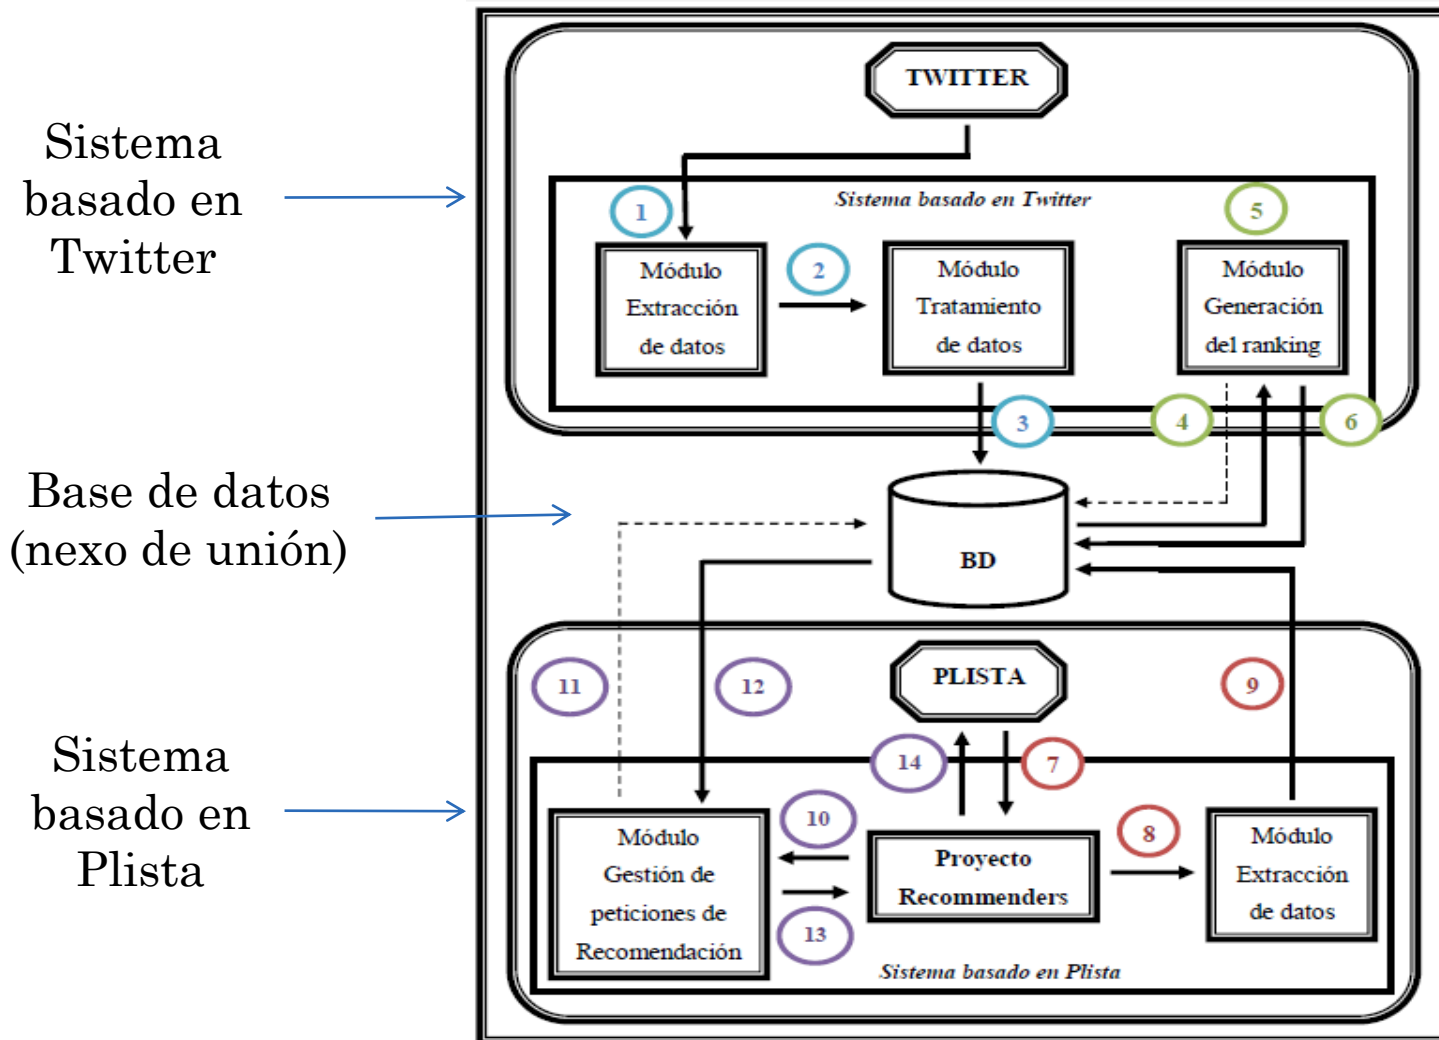 Sistema
basado en
Twitter
Base de datos
(nexo de unión)
Sistema
basado en
Plista
TWITTER
Sistema basado en Twitter
1
2
5
Módulo
Extracción
de datos
Módulo
Tratamiento
de datos
Módulo
Generación
del ranking
3
4
6
BD
11
12
PLISTA
9
14
7
10
8
13
Módulo
Gestión de
peticiones de
Recomendación
Proyecto
Recommenders
Módulo
Extracción
de datos
Sistema basado en Plista